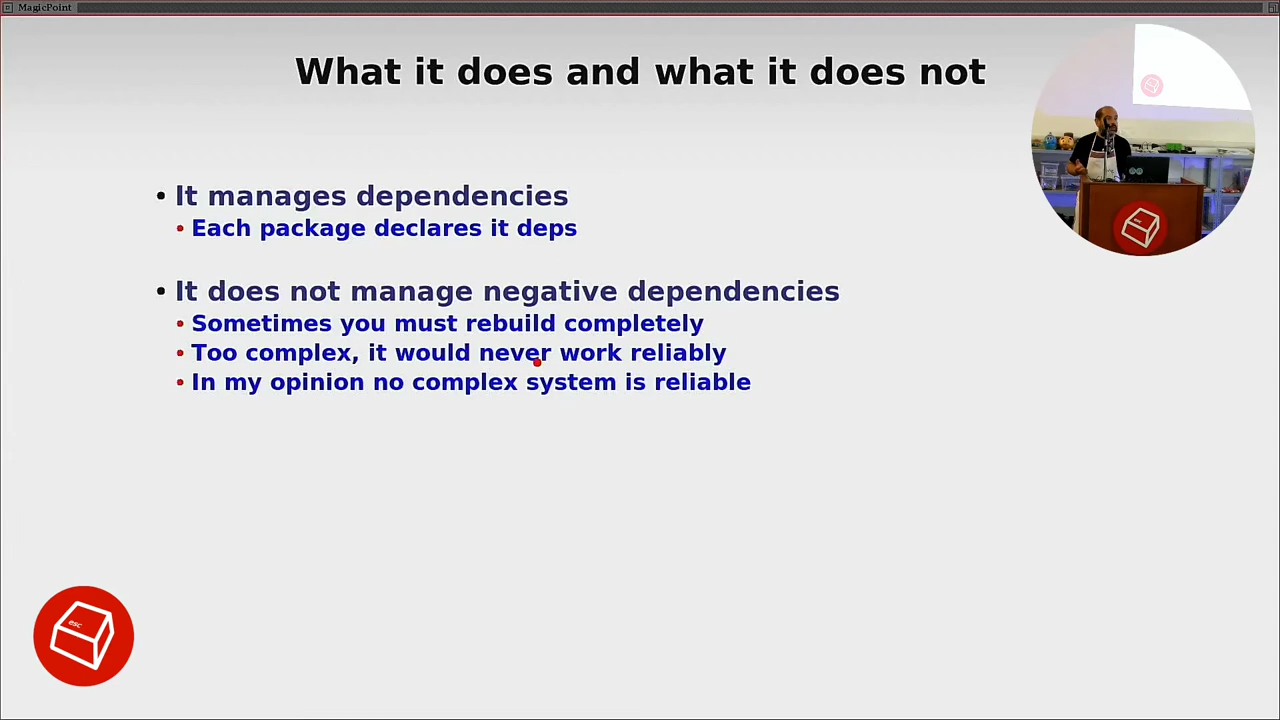 MagicPoint
What it does and what it does not
It manages dependencies
Each package declares it deps
It does not manage negative dependencies
Sometimes you must rebuild completely
Too complex, it would never work reliably
In my opinion no complex system is reliable
esc
esc